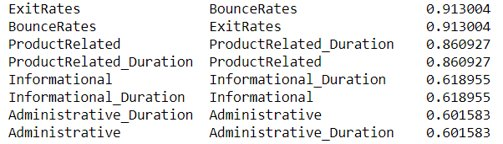 ExitRates BounceRates 0.913004
BounceRates ExitRates 0.913004
ProductRelated ProductRelated_Duration 0.860927
ProductRelated_Duration ProductRelated 0.860927
Informational Informational_Duration 0.618955
Informational_Duration Informational 0.618955
Administrative_Duration Administrative 0.601583
Administrative Administrative_Duration 0.601583